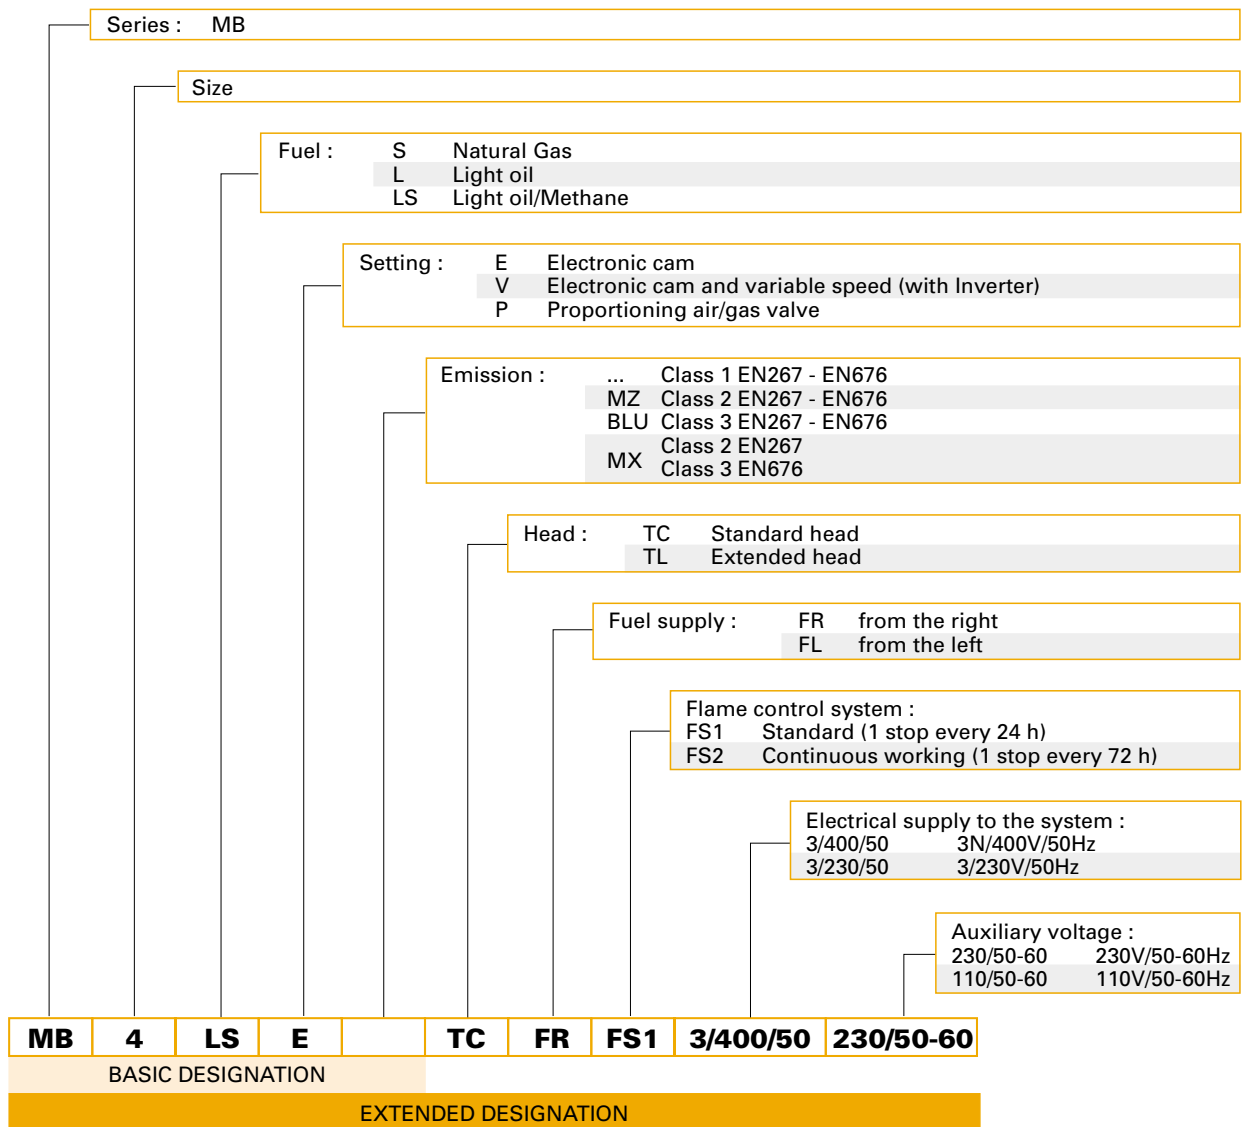 Series : MB
Size
Fuel : S Natural Gas
L Light oil
LS Light oil/Methane
Setting : E Electronic cam
V Electronic cam and variable speed (with Inverter)
P Proportioning air/gas valve
Emission : ... Class 1 EN267 - EN676
MZ Class 2 EN267 - EN676
BLU Class 3 EN267 - EN676
MX Class 2 EN267
Class 3 EN676
Head : TC Standard head
TL Extended head
Fuel supply : FR from the right
FL from the left
Flame control system :
FS1 Standard (1 stop every 24 h)
FS2 Continuous working (1 stop every 72 h)
Electrical supply to the system :
3/400/50 3N/400V/50Hz
3/230/50 3/230V/50Hz
Auxiliary voltage :
230/50-60 230V/50-60Hz
110/50-60 110V/50-60Hz
MB 4 LS E TC FR FS1 3/400/50 230/50-60
BASIC DESIGNATION
EXTENDED DESIGNATION